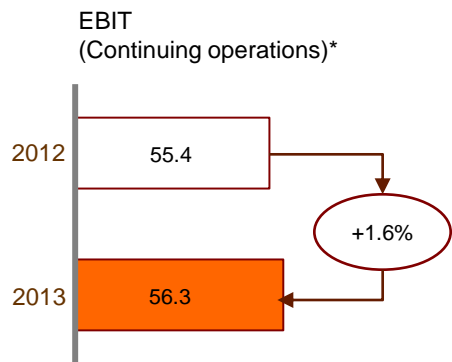 EBIT
(Continuing operations)*
2012
55.4
+1.6%
2013
56.3